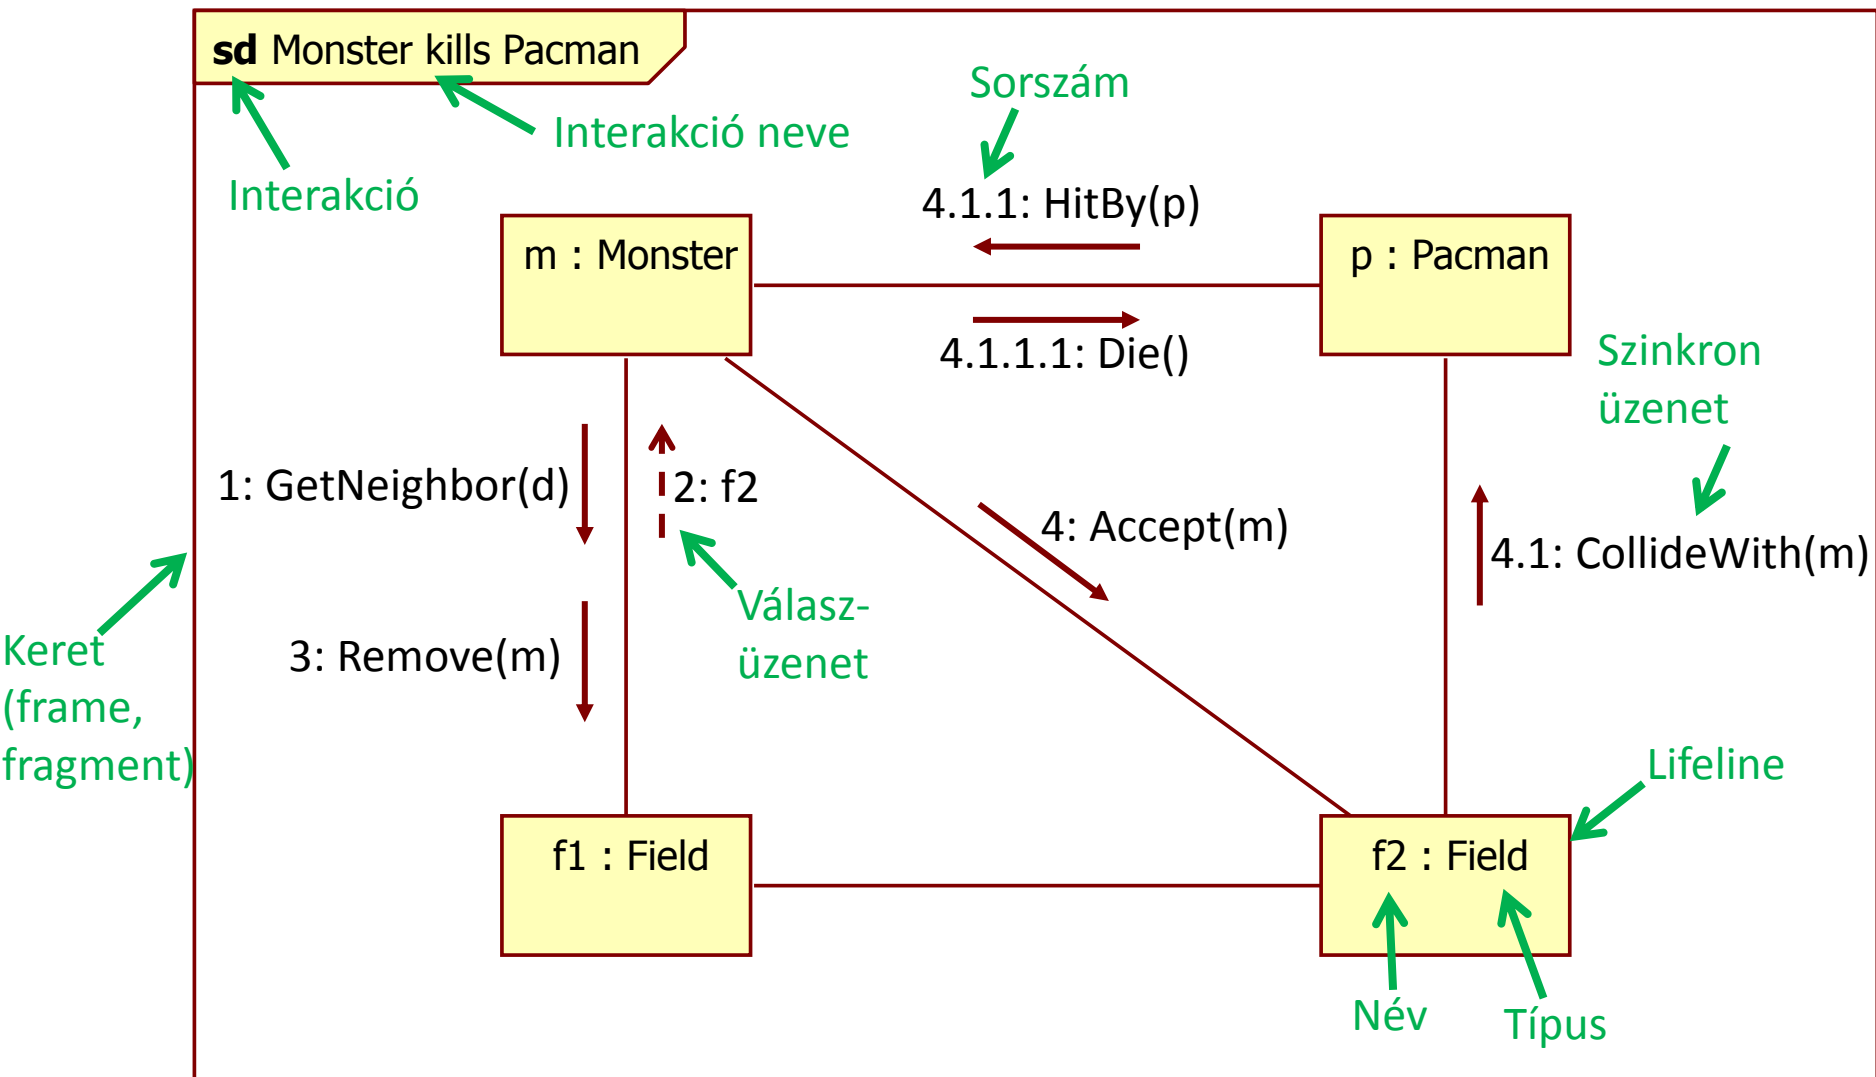 sd Monster kills Pacman
Sorszám
Interakció neve
Interakció
4.1.1: HitBy(p)
m : Monster
p : Pacman
4.1.1.1: Die()
Szinkron
üzenet
1: GetNeighbor(d)
2: f2
4: Accept(m)
4.1: CollideWith(m)
Válasz-
üzenet
3: Remove(m)
Keret
(frame,
fragment)
Lifeline
f1 : Field
f2 : Field
Név
Típus